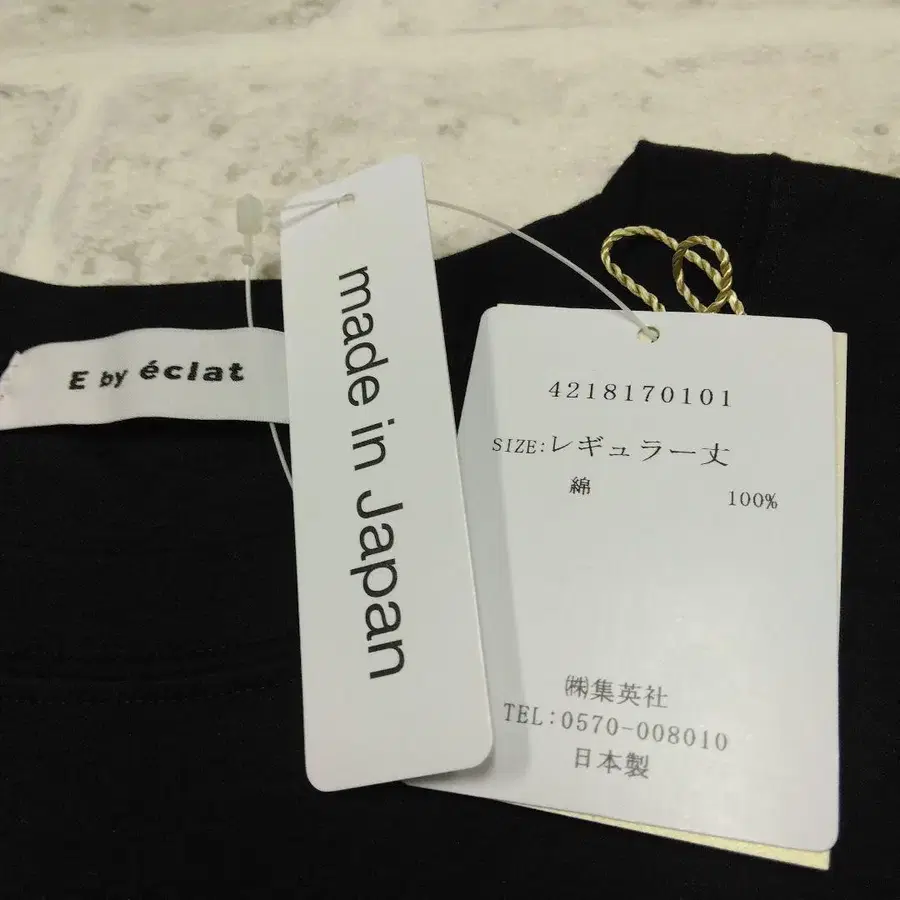 E by éclat
made in Japan
4218170101
SIZE:レギュラー丈
綿 100%
㈱集英社
TEL:0570-008010
日本製